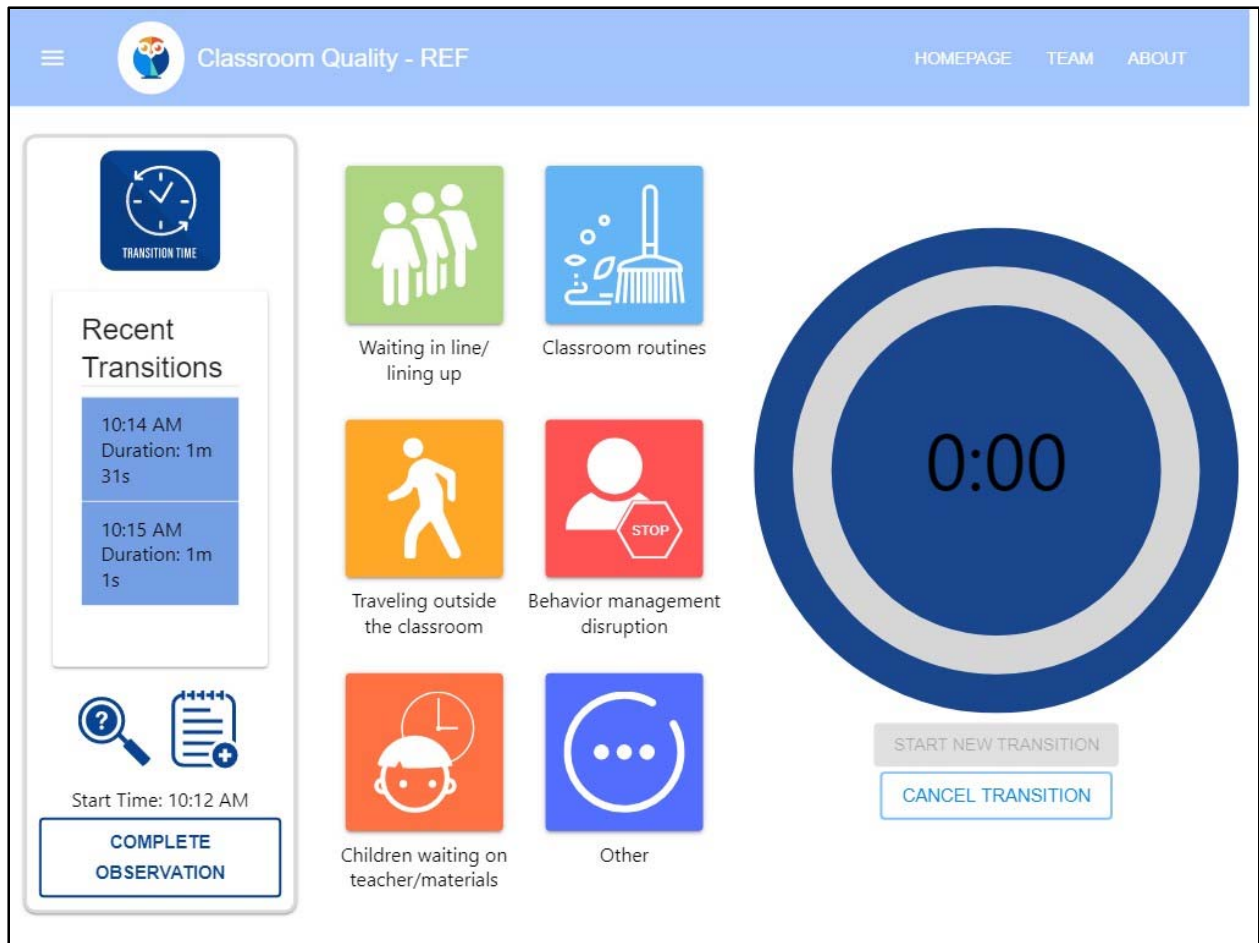 Classroom Quality - REF
HOMEPAGE
TEAM
ABOUT
TRANSITION TIME
Recent
Transitions
10:14 AM
Duration: 1m
31s
10:15 AM
Duration: 1m
1s
?
Start Time: 10:12 AM
COMPLETE
OBSERVATION
Waiting in line/
lining up
Classroom routines
Traveling outside
the classroom
STOP
Behavior management
disruption
Children waiting on
teacher/materials
Other
0:00
START NEW TRANSITION
CANCEL TRANSITION